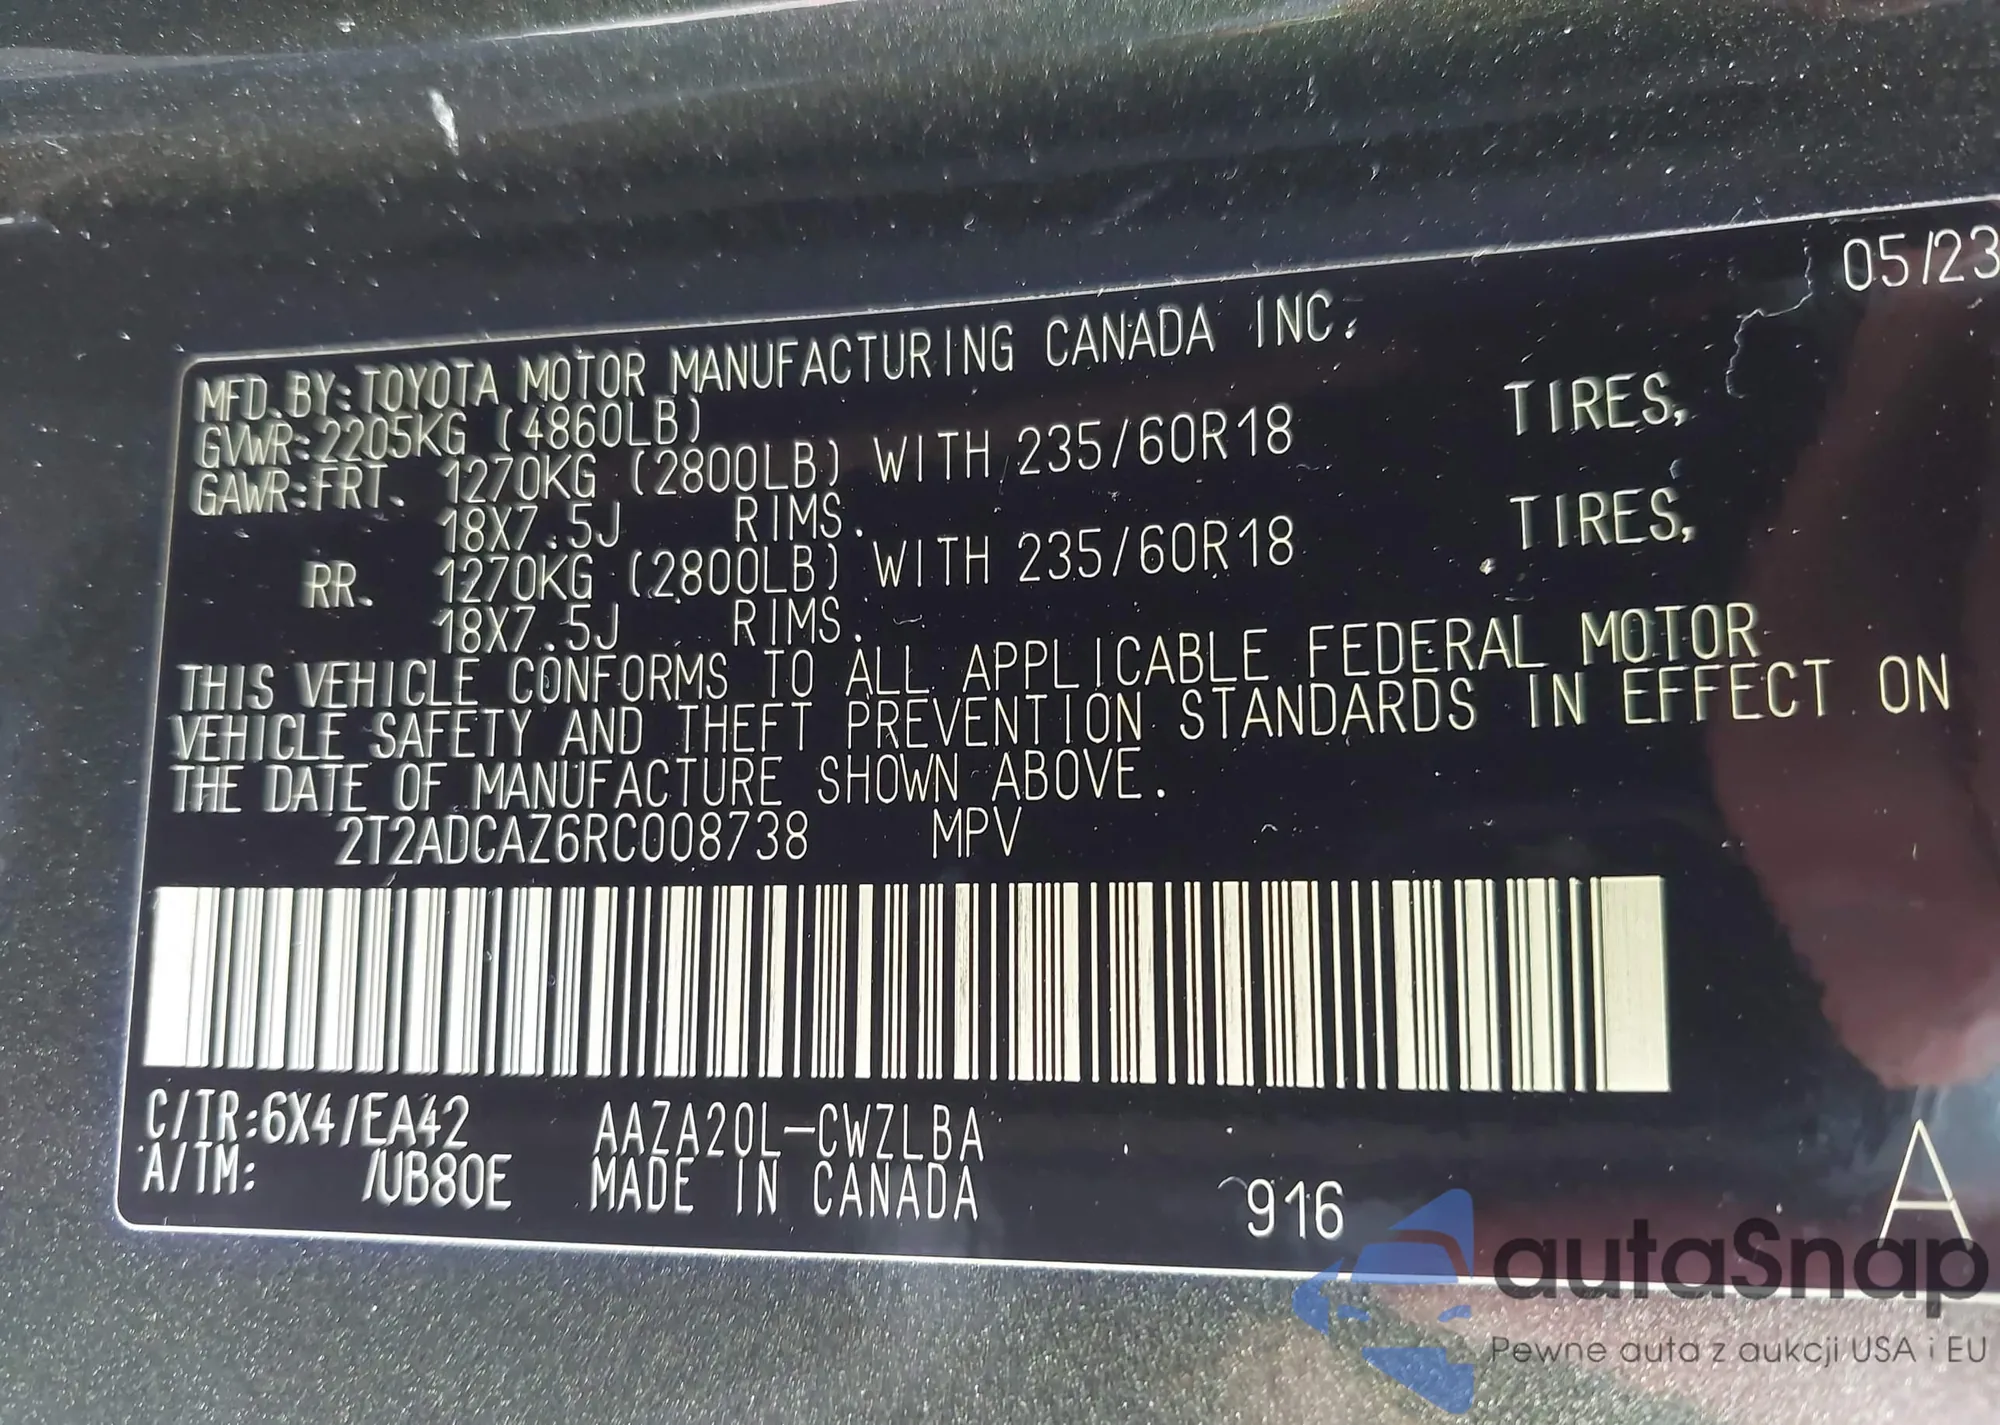 05/23
MFD.BY:TOYOTA MOTOR MANUFACTURING CANADA INC.
GVWR:2205KG (4860LB)
GAWR:FRT. 1270KG (2800LB) WITH 235/60R18 TIRES,
18X7.5J RIMS.
RR. 1270KG (2800LB) WITH 235/60R18 TIRES,
18X7.5J RIMS.
THIS VEHICLE CONFORMS TO ALL APPLICABLE FEDERAL MOTOR
VEHICLE SAFETY AND THEFT PREVENTION STANDARDS IN EFFECT ON
THE DATE OF MANUFACTURE SHOWN ABOVE.
2T2ADCAZ6RC008738 MPV
C/TR:6X4/EA42 AAZA20L-CWZLBA
A/TM: /UB80E MADE IN CANADA
916
A
autaSnap
Pewne auta z aukcji USA i EU